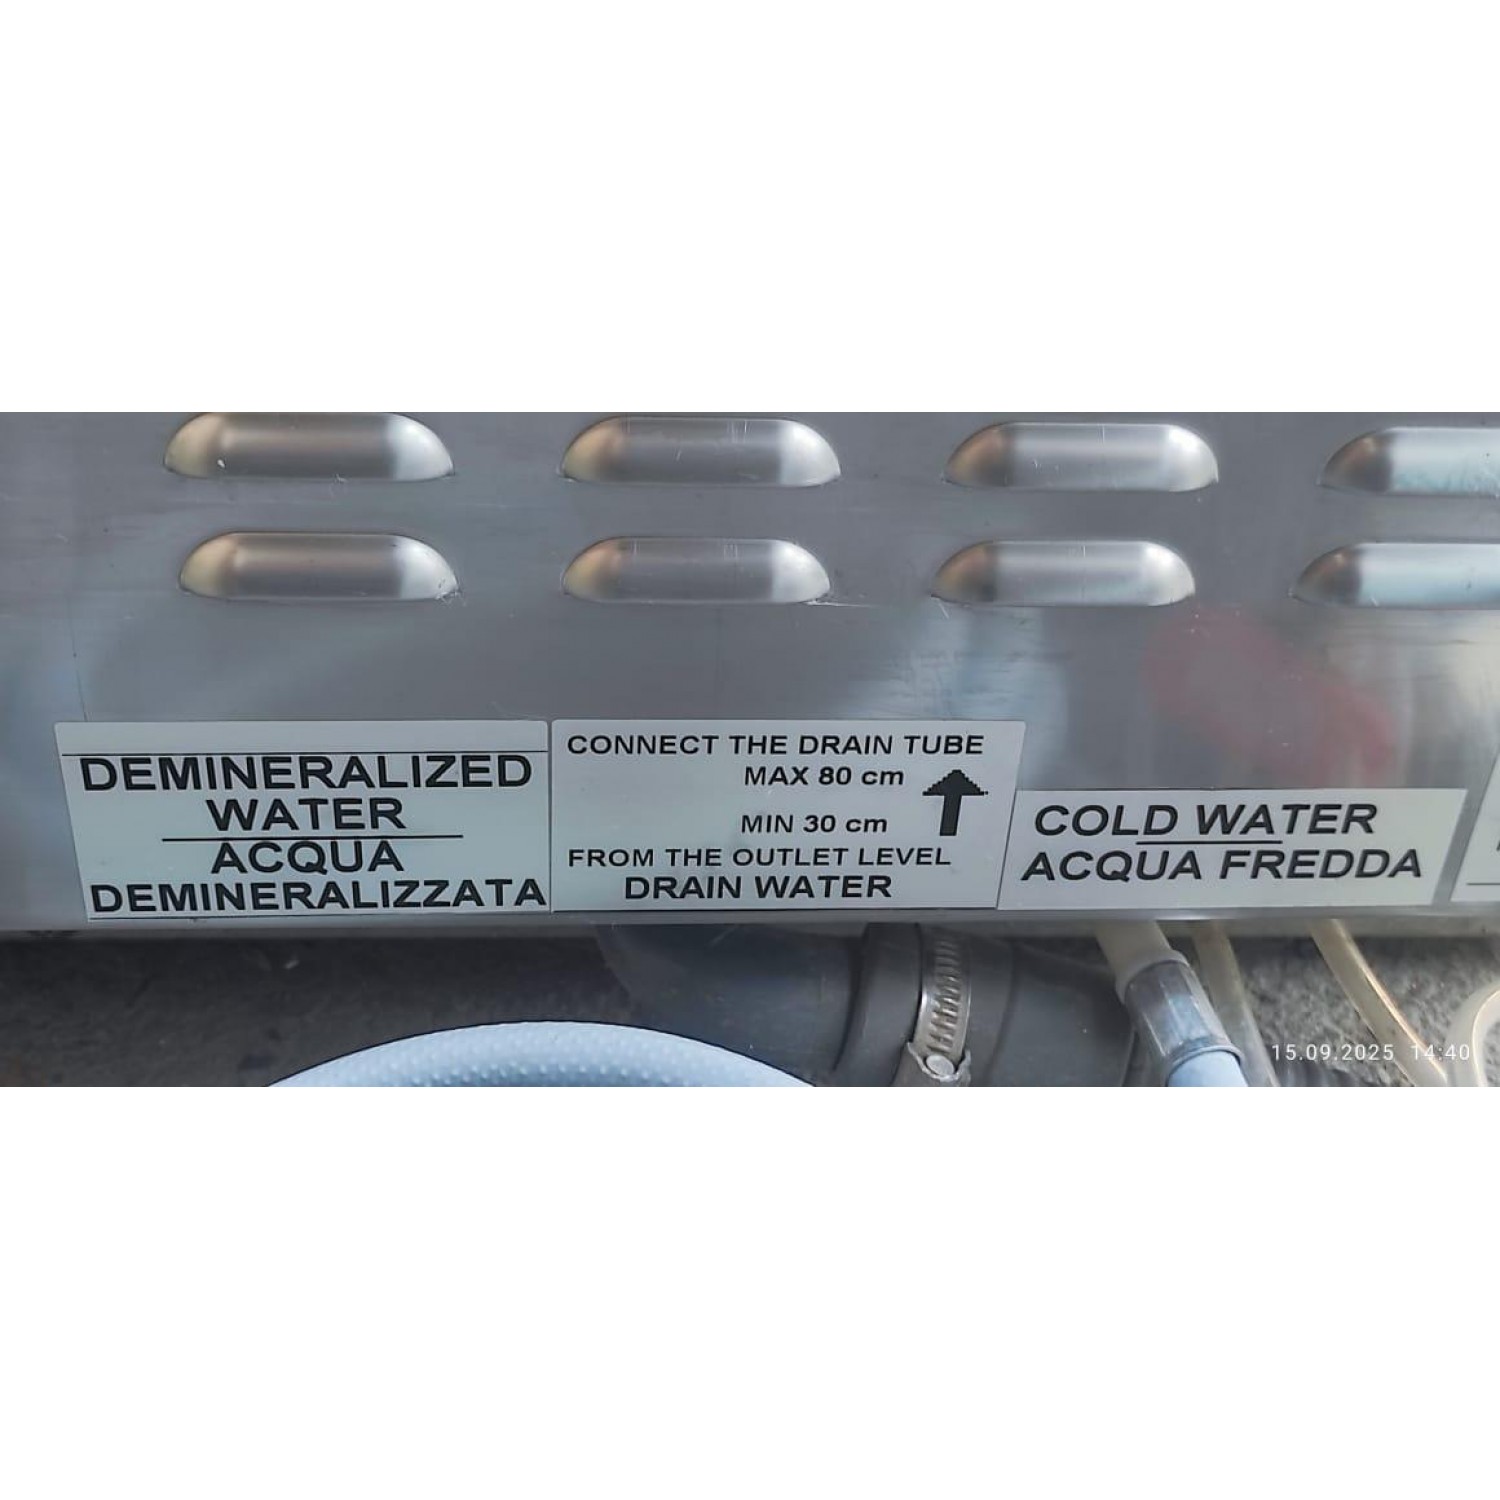 DEMINERALIZED
WATER
ACQUA
DEMINERALIZZATA
CONNECT THE DRAIN TUBE
MAX 80 cm
MIN 30 cm
FROM THE OUTLET LEVEL
DRAIN WATER
COLD WATER
ACQUA FREDDA
15.09.2025 14:40